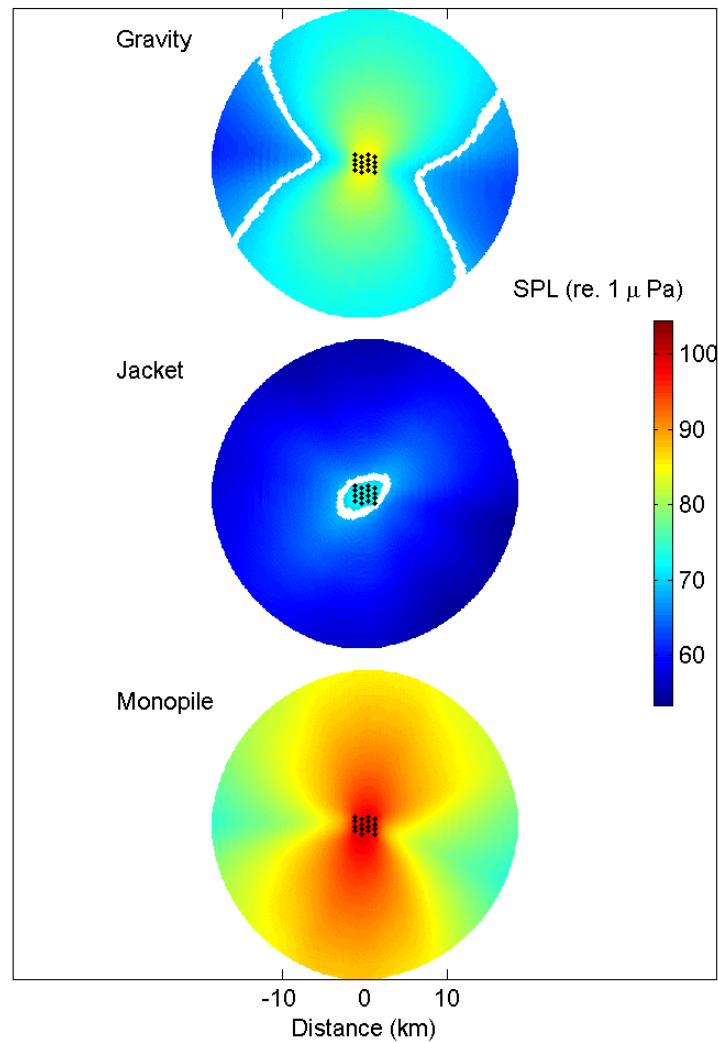 Gravity
SPL (re. 1 μ Pa)
Jacket
100
90
80
70
60
Monopile
-10 0 10
Distance (km)